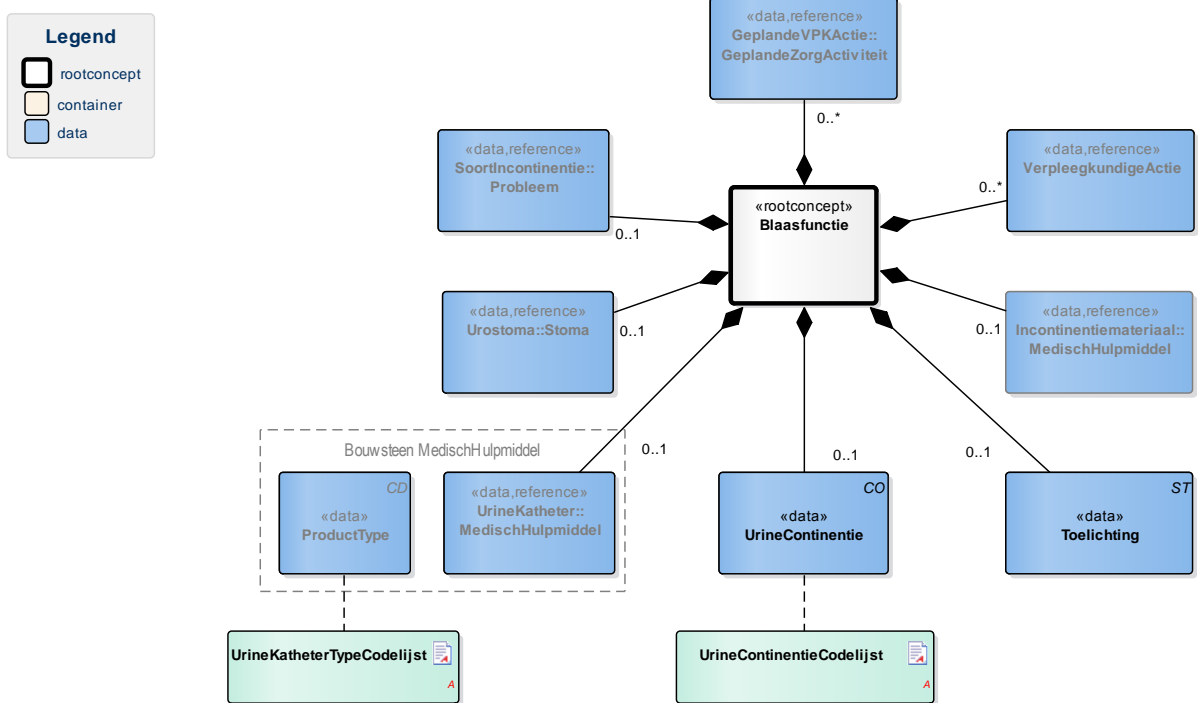 Legend
rootconcept
container
data
«data,reference»
GeplandeVPKActie::
GeplandeZorgActiviteit
0..*
«data,reference»
SoortIncontinentie::
Probleem
0..1
«data,reference»
VerpleegkundigeActie
0..*
«rootconcept»
Blaasfunctie
«data,reference»
Urostoma::Stoma
0..1
«data,reference»
Incontinentiemateriaal::
MedischHulpmiddel
0..1
Bouwsteen MedischHulpmiddel
0..1
0..1
0..1
CD
«data»
ProductType
«data,reference»
UrineKatheter::
MedischHulpmiddel
CO
«data»
UrineContinentie
ST
«data»
Toelichting
UrineKatheterTypeCodelijst
A
UrineContinentieCodelijst
A